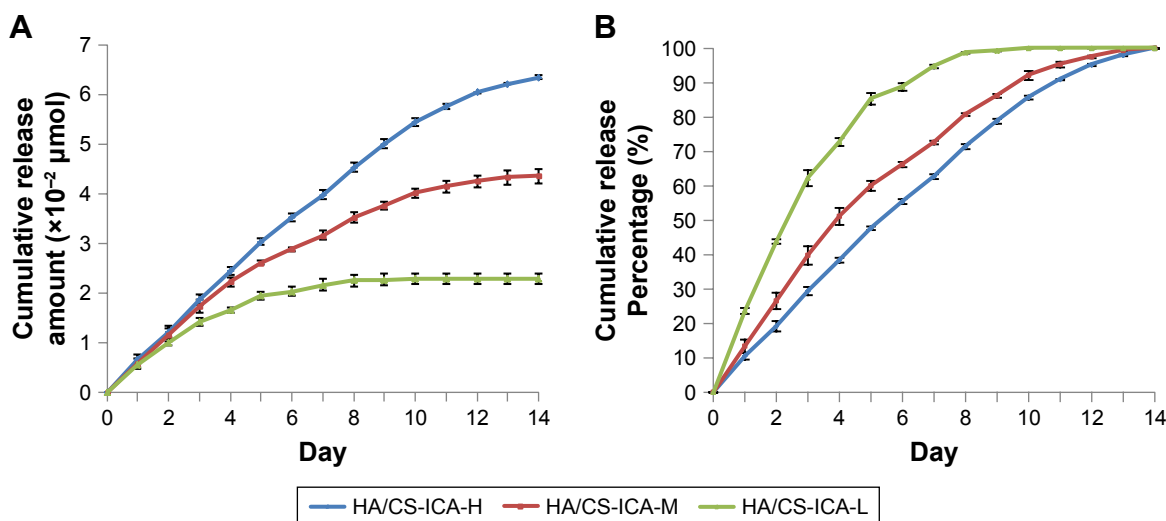 A
Cumulative release
amount (×10⁻² µmol)
7
6
5
4
3
2
1
0
0 2 4 6 8 10 12 14
Day
B
Cumulative release
Percentage (%)
100
90
80
70
60
50
40
30
20
10
0
0 2 4 6 8 10 12 14
Day
HA/CS-ICA-H HA/CS-ICA-M HA/CS-ICA-L